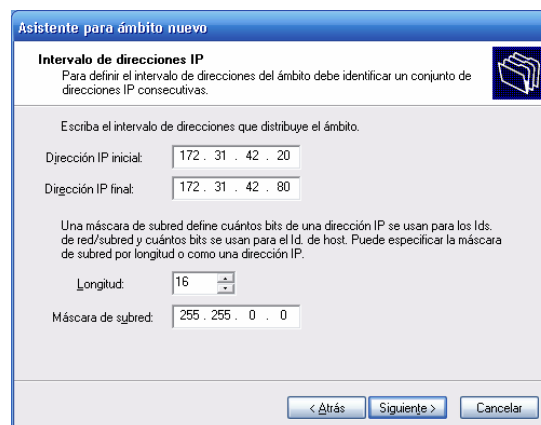 Asistente para ámbito nuevo
Intervalo de direcciones IP
Para definir el intervalo de direcciones del ámbito debe identificar un conjunto de
direcciones IP consecutivas.
Escriba el intervalo de direcciones que distribuye el ámbito.
Dirección IP inicial: 172 . 31 . 42 . 20
Dirección IP final: 172 . 31 . 42 . 80
Una máscara de subred define cuántos bits de una dirección IP se usan para los Ids.
de red/subred y cuántos bits se usan para el Id. de host. Puede especificar la máscara
de subred por longitud o como una dirección IP.
Longitud: 16
Máscara de subred: 255 . 255 . 0 . 0
< Atrás Siguiente > Cancelar